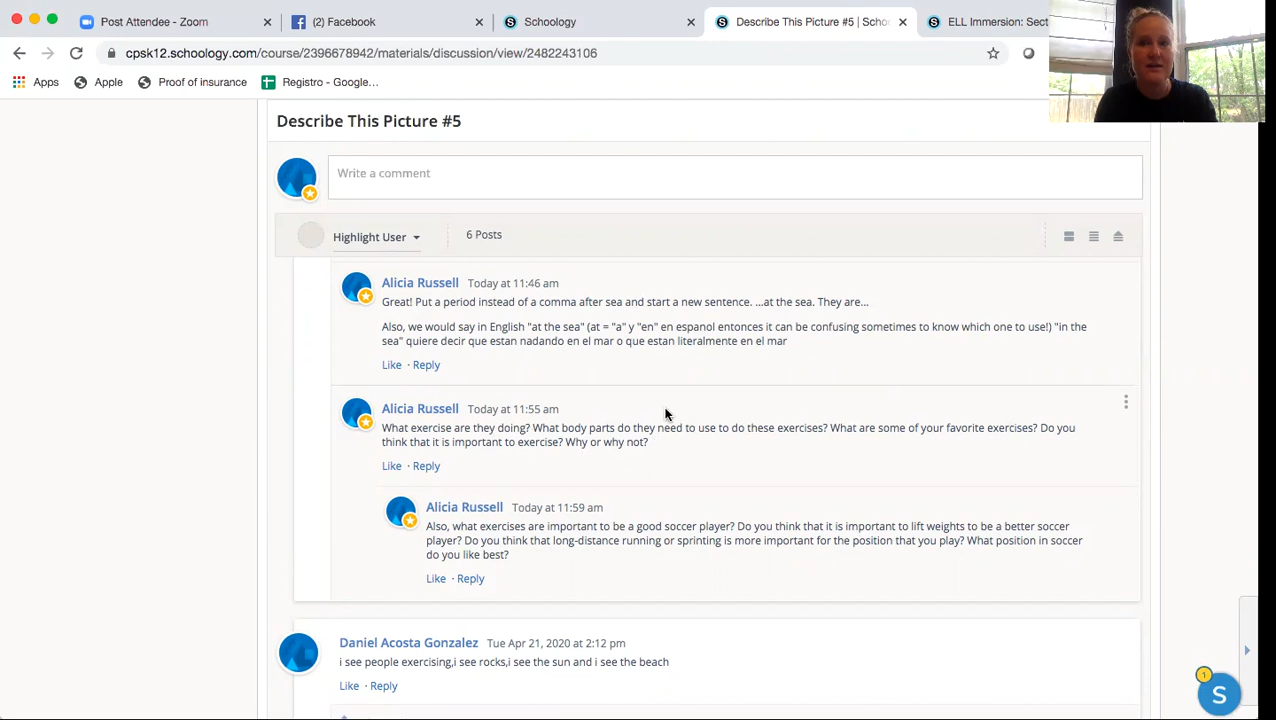 Post Attendee - Zoom
(2) Facebook
Schoology
Describe This Picture #5 | Scho
ELL Immersion: Sect
cpsk12.schoology.com/course/2396678942/materials/discussion/view/2482243106
Apps
Apple
Proof of insurance
Registro - Google...
Describe This Picture #5
Write a comment
Highlight User
6 Posts
Alicia Russell Today at 11:46 am
Great! Put a period instead of a comma after sea and start a new sentence. ...at the sea. They are...
Also, we would say in English "at the sea" (at = "a" y "en" en espanol entonces it can be confusing sometimes to know which one to use!) "in the
sea" quiere decir que estan nadando en el mar o que estan literalmente en el mar
Like · Reply
Alicia Russell Today at 11:55 am
What exercise are they doing? What body parts do they need to use to do these exercises? What are some of your favorite exercises? Do you
think that it is important to exercise? Why or why not?
Like · Reply
Alicia Russell Today at 11:59 am
Also, what exercises are important to be a good soccer player? Do you think that it is important to lift weights to be a better soccer
player? Do you think that long-distance running or sprinting is more important for the position that you play? What position in soccer
do you like best?
Like · Reply
Daniel Acosta Gonzalez Tue Apr 21, 2020 at 2:12 pm
i see people exercising,i see rocks,i see the sun and i see the beach
Like · Reply
1
S